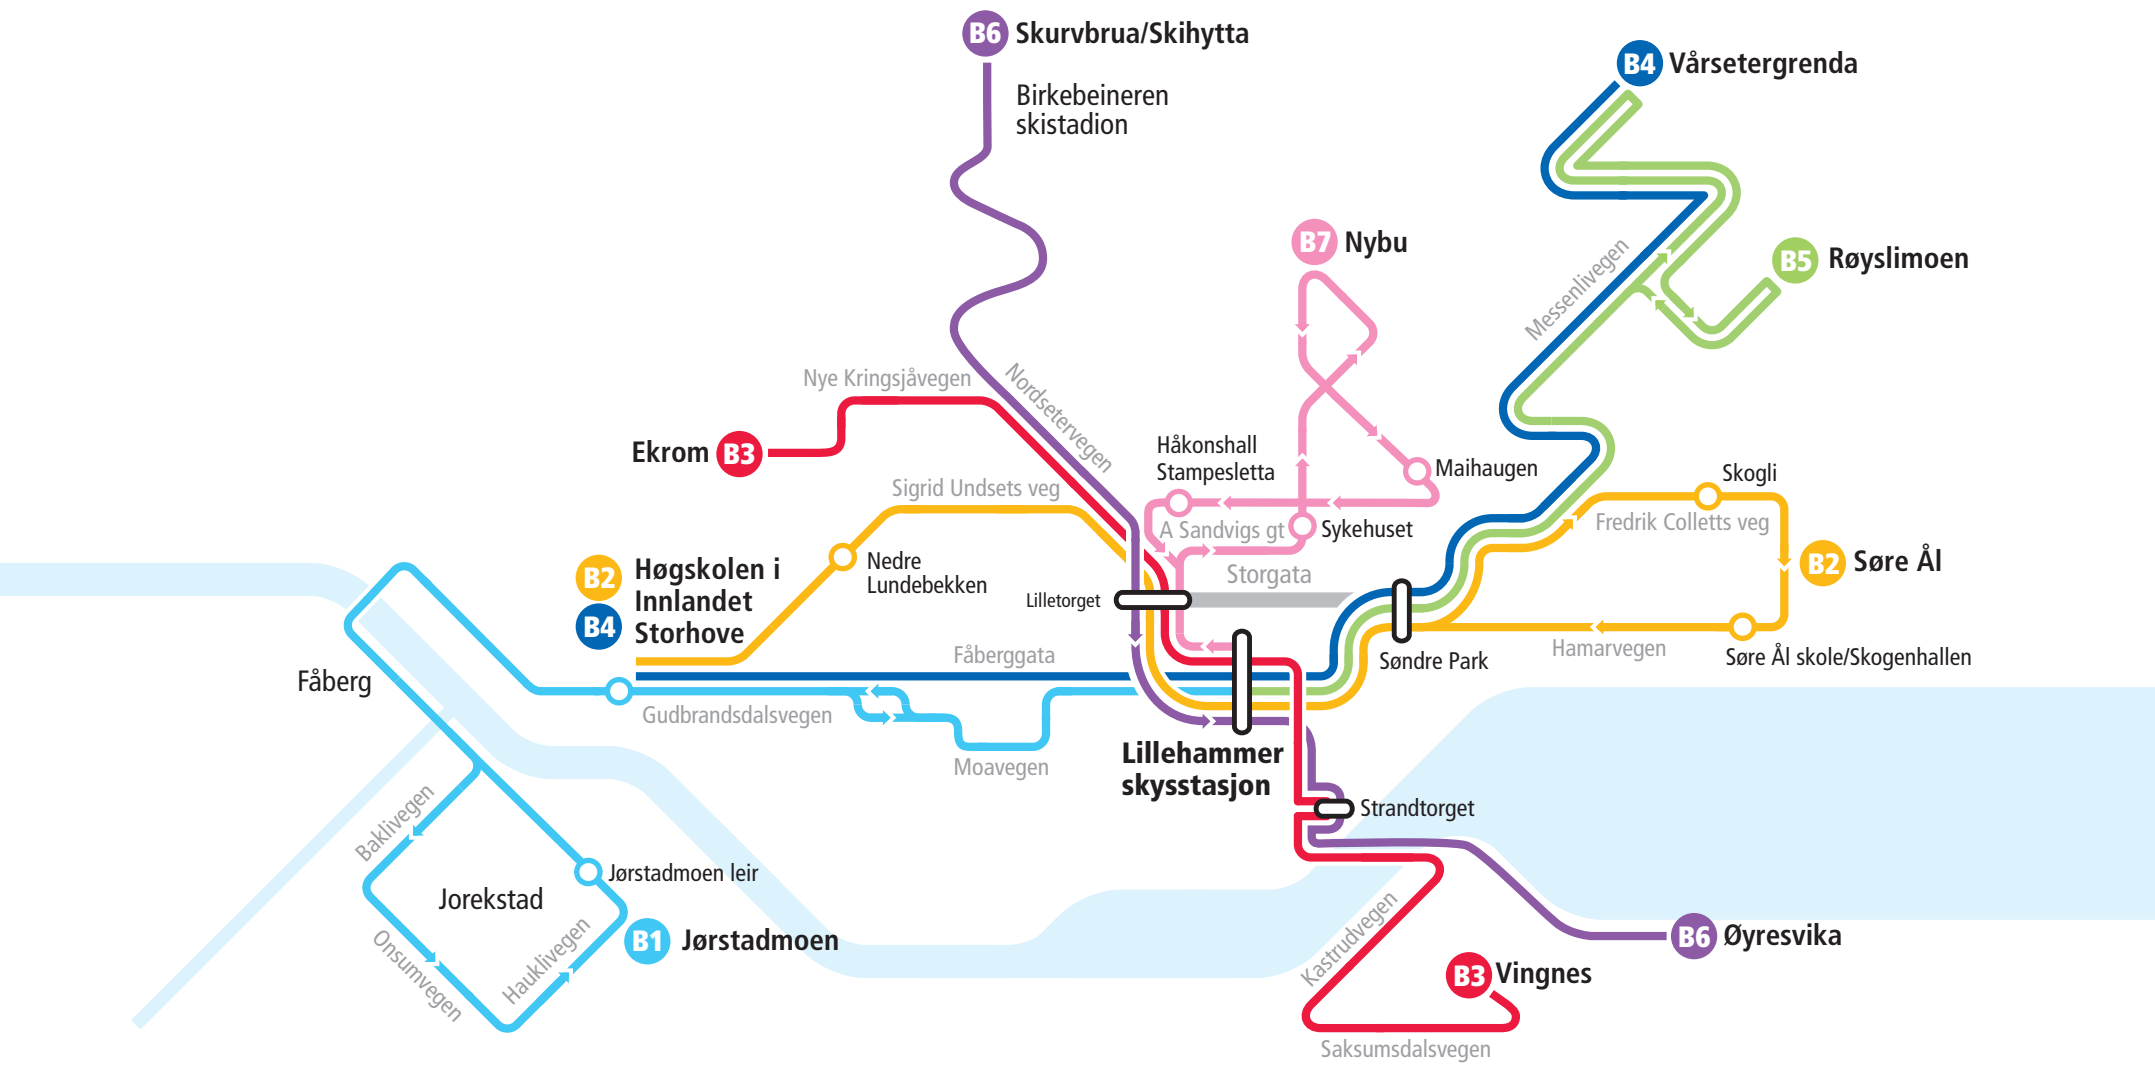 B6 Skurvbrua/Skihytta
Birkebeineren
skistadion
B4 Vårsetergrenda
B7 Nybu
B5 Røyslimoen
Messenlivegen
Nye Kringsjåvegen
Nordsetervegen
Ekrom B3
Håkonshall
Stampesletta
Maihaugen
Skogli
Sigrid Undsets veg
A Sandvigs gt
Sykehuset
Fredrik Colletts veg
B2
B4
Høgskolen i
Innlandet
Storhove
Nedre
Lundebekken
Storgata
B2 Søre Ål
Lilletorget
Fåberggata
Søndre Park
Hamarvegen
Søre Ål skole/Skogenhallen
Fåberg
Gudbrandsdalsvegen
Moavegen
Lillehammer
skysstasjon
Strandtorget
Baklivegen
Jørstadmoen leir
Jorekstad
Onsumvegen
Hauklivegen
B1 Jørstadmoen
Kastrudvegen
B6 Øyresvika
B3 Vingnes
Saksumsdalsvegen